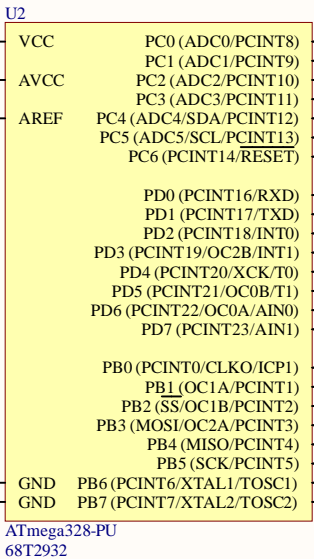 U2
VCC PC0 (ADC0/PCINT8)
PC1 (ADC1/PCINT9)
AVCC PC2 (ADC2/PCINT10)
PC3 (ADC3/PCINT11)
AREF PC4 (ADC4/SDA/PCINT12)
PC5 (ADC5/SCL/PCINT13)
PC6 (PCINT14/RESET)
PD0 (PCINT16/RXD)
PD1 (PCINT17/TXD)
PD2 (PCINT18/INT0)
PD3 (PCINT19/OC2B/INT1)
PD4 (PCINT20/XCK/T0)
PD5 (PCINT21/OC0B/T1)
PD6 (PCINT22/OC0A/AIN0)
PD7 (PCINT23/AIN1)
PB0 (PCINT0/CLKO/ICP1)
PB1 (OC1A/PCINT1)
PB2 (SS/OC1B/PCINT2)
PB3 (MOSI/OC2A/PCINT3)
PB4 (MISO/PCINT4)
PB5 (SCK/PCINT5)
GND PB6 (PCINT6/XTAL1/TOSC1)
GND PB7 (PCINT7/XTAL2/TOSC2)
ATmega328-PU
68T2932